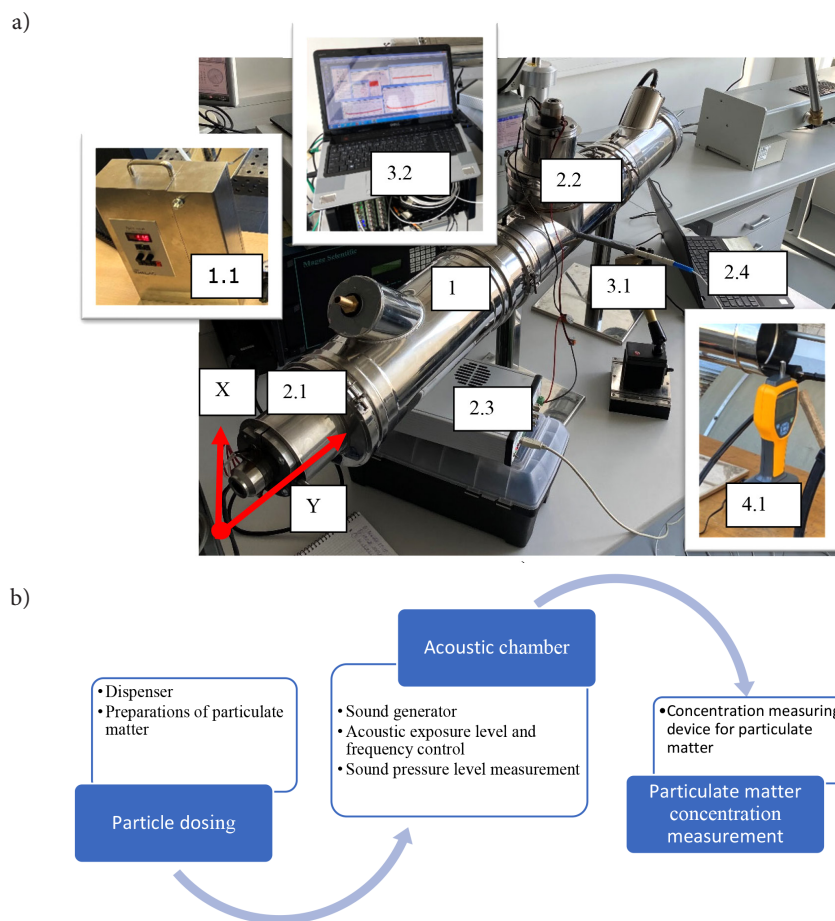 a)
3.2
2.2
1.1
1
3.1
2.4
2.1
X
2.3
Y
4.1
b)
Acoustic chamber
• Dispenser
• Preparations of particulate
matter
Particle dosing
• Sound generator
• Acoustic exposure level and
frequency control
• Sound pressure level measurement
•Concentration measuring
device for particulate
matter
Particulate matter
concentration
measurement